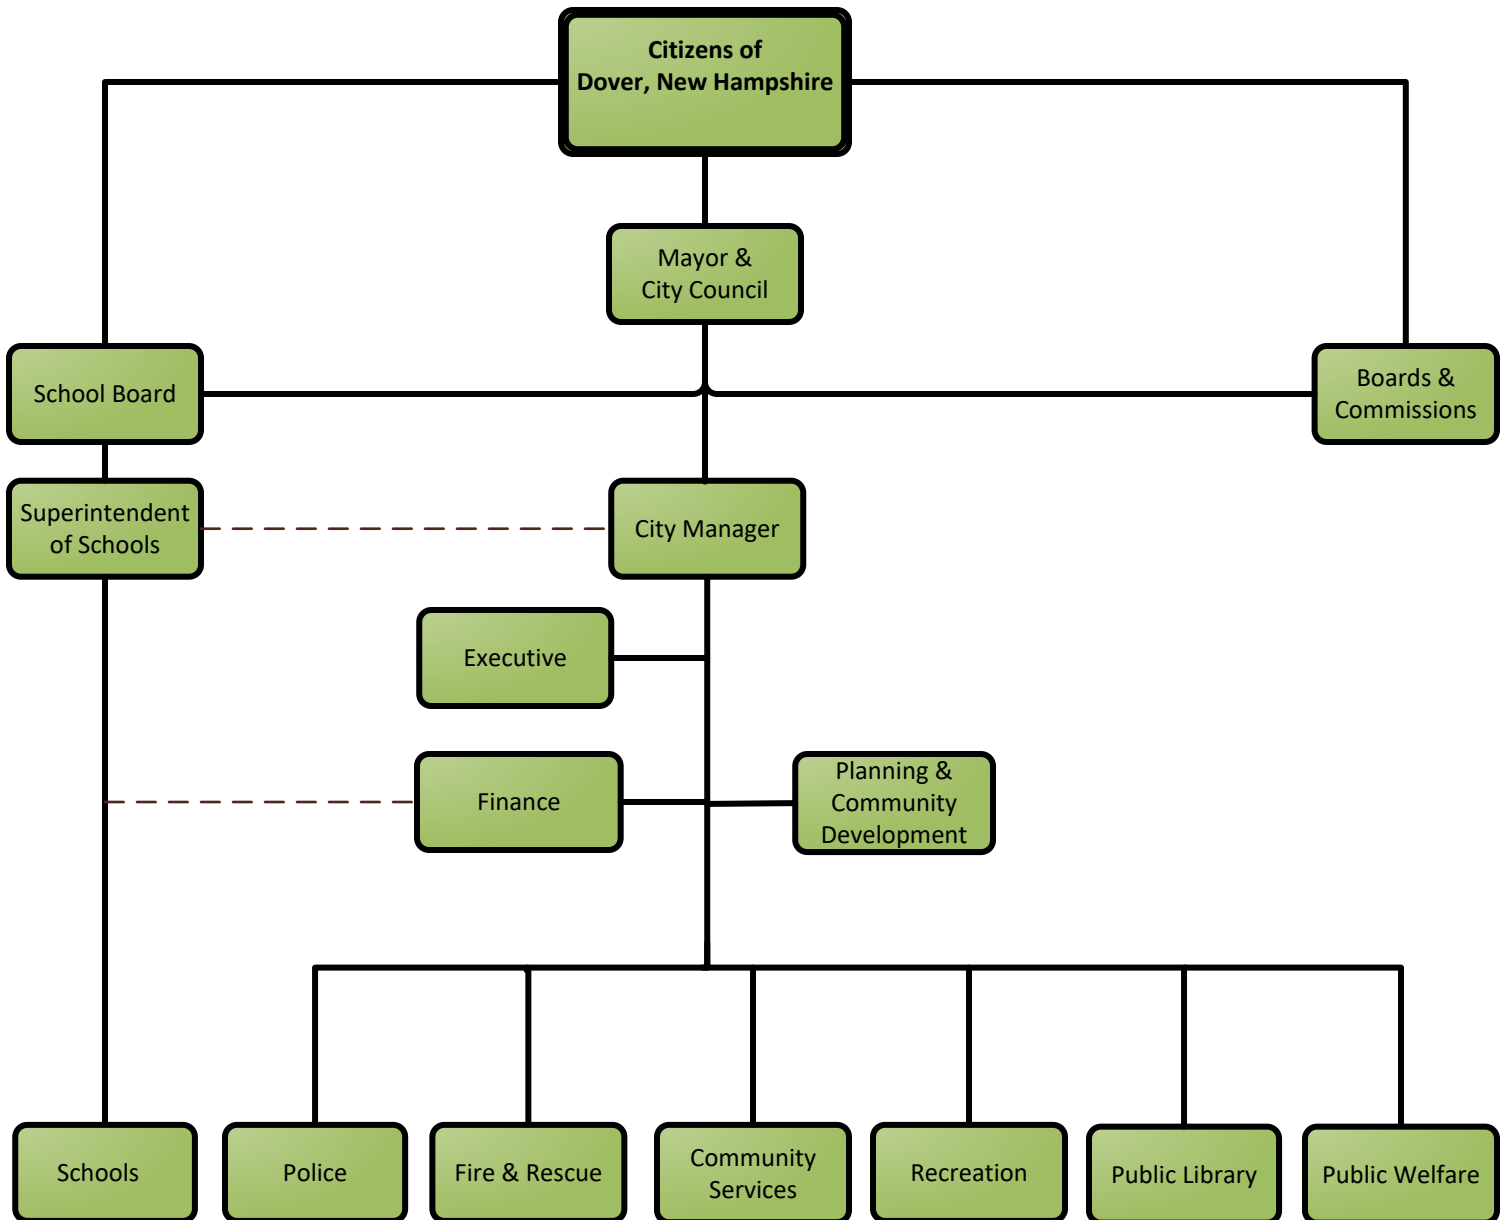 Citizens of
Dover, New Hampshire
Mayor &
City Council
School Board
Boards &
Commissions
Superintendent
of Schools
City Manager
Executive
Finance
Planning &
Community
Development
Schools
Police
Fire & Rescue
Community
Services
Recreation
Public Library
Public Welfare